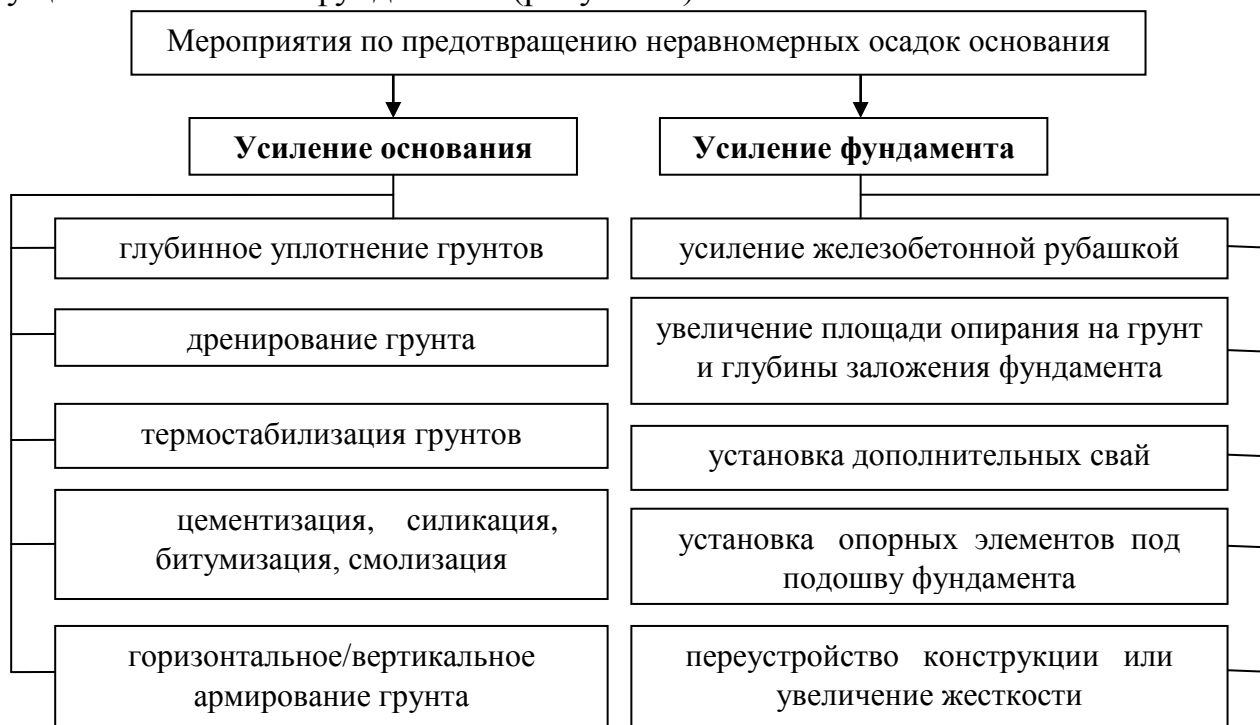 Мероприятия по предотвращению неравномерных осадок основания
Усиление основания
глубинное уплотнение грунтов
дренирование грунта
термостабилизация грунтов
цементизация, силикация,
битумизация, смолизация
горизонтальное/вертикальное
армирование грунта
Усиление фундамента
усиление железобетонной рубашкой
увеличение площади опирания на грунт
и глубины заложения фундамента
установка дополнительных свай
установка опорных элементов под
подошву фундамента
переустройство конструкции или
увеличение жесткости